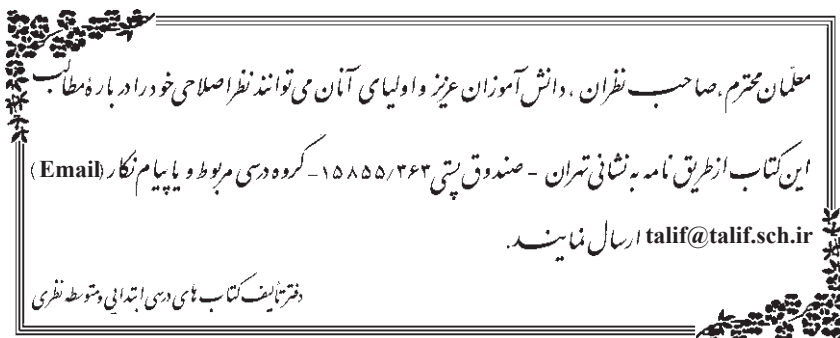 معلّمان محترم، صاحب نظران، دانش‌آموزان عزیز و اولیای آنان می‌توانند نظر اصلاحی خود را در بارهٔ مطالب
این کتاب از طریق نامه به نشانی تهران - صندوق پستی ۱۵۸۵۵/۳۶۳ - گروه درسی مربوط و یا پیام نگار (Email)
talif@talif.sch.ir ارسال نمایند.
دفتر تألیف کتاب های درسی ابتدایی ومتوسطه نظری